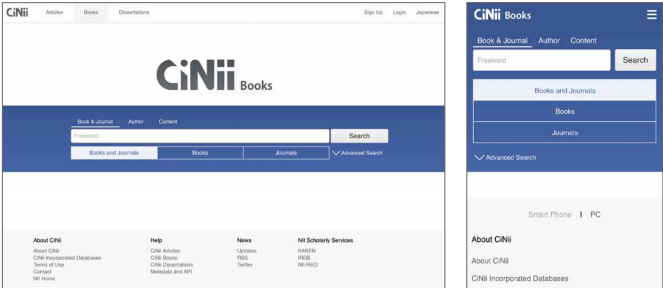 CiNii Articles Books Dissertations Sign Up Login Japanese
CiNii Books
Book & Journal Author Content
Freeword Search
Books and Journals Books Journals Advanced Search
About CiNii
About CiNii
CiNii Incorporated Databases
Terms of Use
Contact
NII Home
Help
CiNii Articles
CiNii Books
CiNii Dissertations
Metadata and API
News
Updates
RSS
Twitter
NII Scholarly Services
KAKEN
IRDB
NII-REO
CiNii Books
Book & Journal Author Content
Freeword Search
Books and Journals
Books
Journals
Advanced Search
Smart Phone | PC
About CiNii
About CiNii
CiNii Incorporated Databases